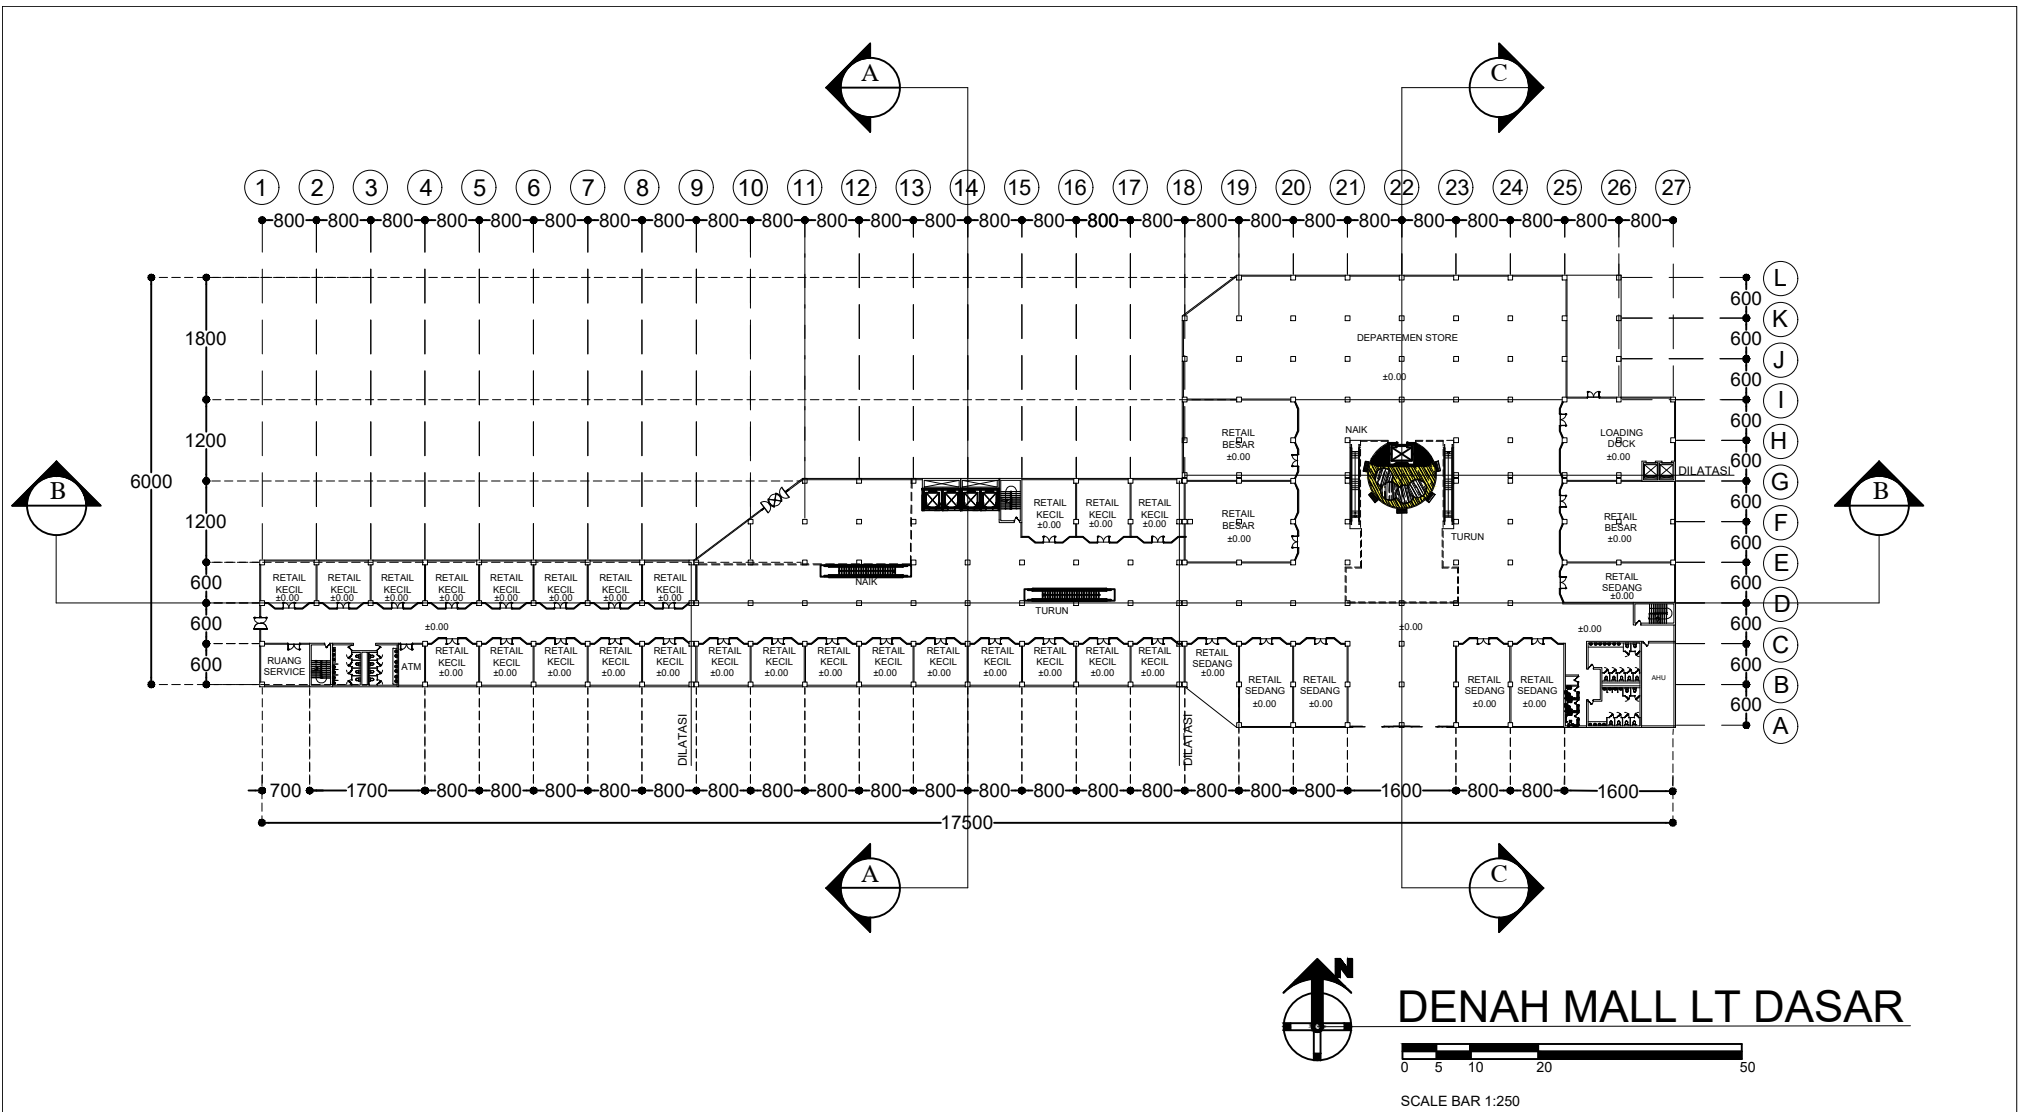 A
C
1 2 3 4 5 6 7 8 9 10 11 12 13 14 15 16 17 18 19 20 21 22 23 24 25 26 27
800 800 800 800 800 800 800 800 800 800 800 800 800 800 800 800 800 800 800 800 800 800 800 800 800 800
L
600
K
1800
DEPARTEMEN STORE
600
J
±0.00
600
I
600
1200
RETAIL
BESAR
±0.00
NAIK
LOADING
DOCK
±0.00
H
600
DILATASI
6000
B
G
B
600
1200
RETAIL
KECIL
±0.00
RETAIL
KECIL
±0.00
RETAIL
KECIL
±0.00
RETAIL
BESAR
±0.00
TURUN
RETAIL
BESAR
±0.00
F
600
E
600
600
RETAIL
KECIL
±0.00
RETAIL
KECIL
±0.00
RETAIL
KECIL
±0.00
RETAIL
KECIL
±0.00
RETAIL
KECIL
±0.00
RETAIL
KECIL
±0.00
RETAIL
KECIL
±0.00
RETAIL
KECIL
±0.00
NAIK
TURUN
RETAIL
SEDANG
±0.00
D
600
600
±0.00
±0.00
±0.00
C
600
600
RUANG
SERVICE
ATM
RETAIL
KECIL
±0.00
RETAIL
KECIL
±0.00
RETAIL
KECIL
±0.00
RETAIL
KECIL
±0.00
RETAIL
KECIL
±0.00
RETAIL
KECIL
±0.00
RETAIL
KECIL
±0.00
RETAIL
KECIL
±0.00
RETAIL
KECIL
±0.00
RETAIL
KECIL
±0.00
RETAIL
KECIL
±0.00
RETAIL
KECIL
±0.00
RETAIL
KECIL
±0.00
RETAIL
KECIL
±0.00
RETAIL
SEDANG
±0.00
RETAIL
SEDANG
±0.00
RETAIL
SEDANG
±0.00
RETAIL
SEDANG
±0.00
RETAIL
SEDANG
±0.00
AHU
B
600
A
DILATASI
DILATASI
700 1700 800 800 800 800 800 800 800 800 800 800 800 800 800 800 800 800 800 1600 800 800 1600
17500
A
C
N
DENAH MALL LT DASAR
0 5 10 20 50
SCALE BAR 1:250